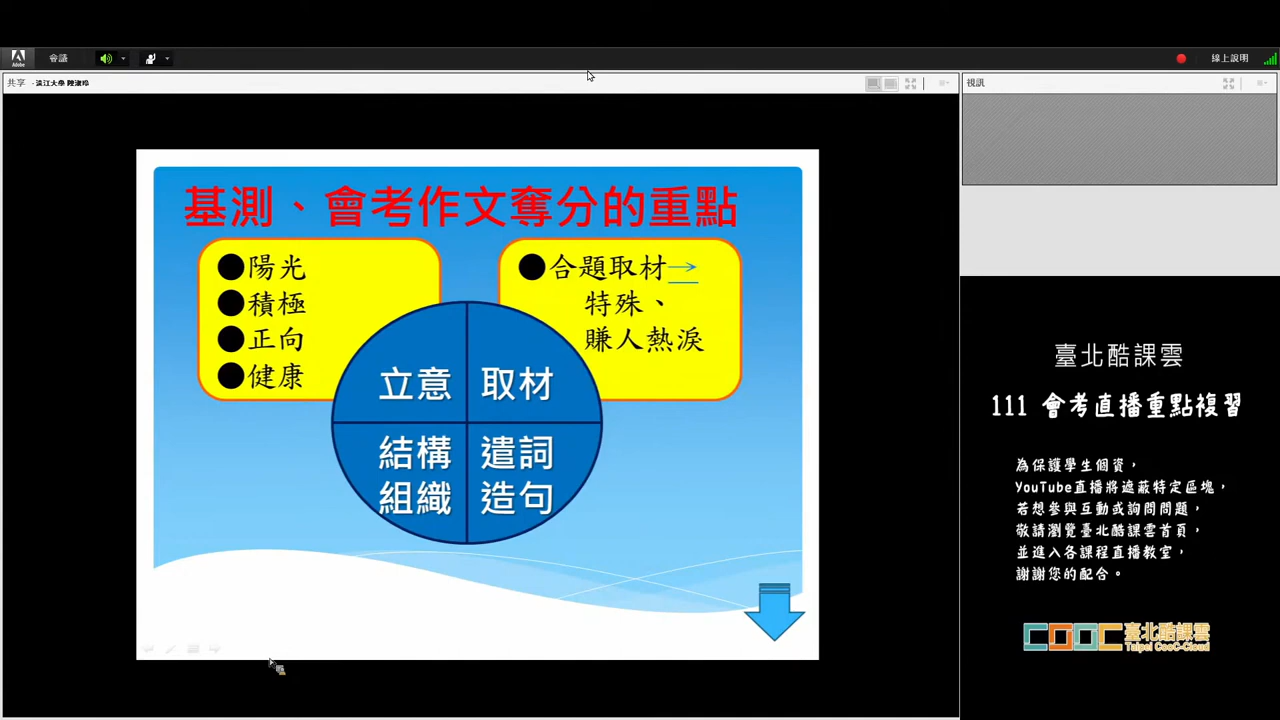 會議
線上說明
共享 - 淡江大學 陳淑玲
視訊
基測、會考作文奪分的重點
●陽光
●積極
●正向
●健康
●合題取材→
特殊、
賺人熱淚
立意
取材
結構
組織
遣詞
造句
臺北酷課雲
111 會考直播重點複習
為保護學生個資，
YouTube直播將遮蔽特定區塊，
若想參與互動或詢問問題，
敬請瀏覽臺北酷課雲首頁，
並進入各課程直播教室，
謝謝您的配合。
COOC臺北酷課雲
Taipei CooC-Cloud
Adobe